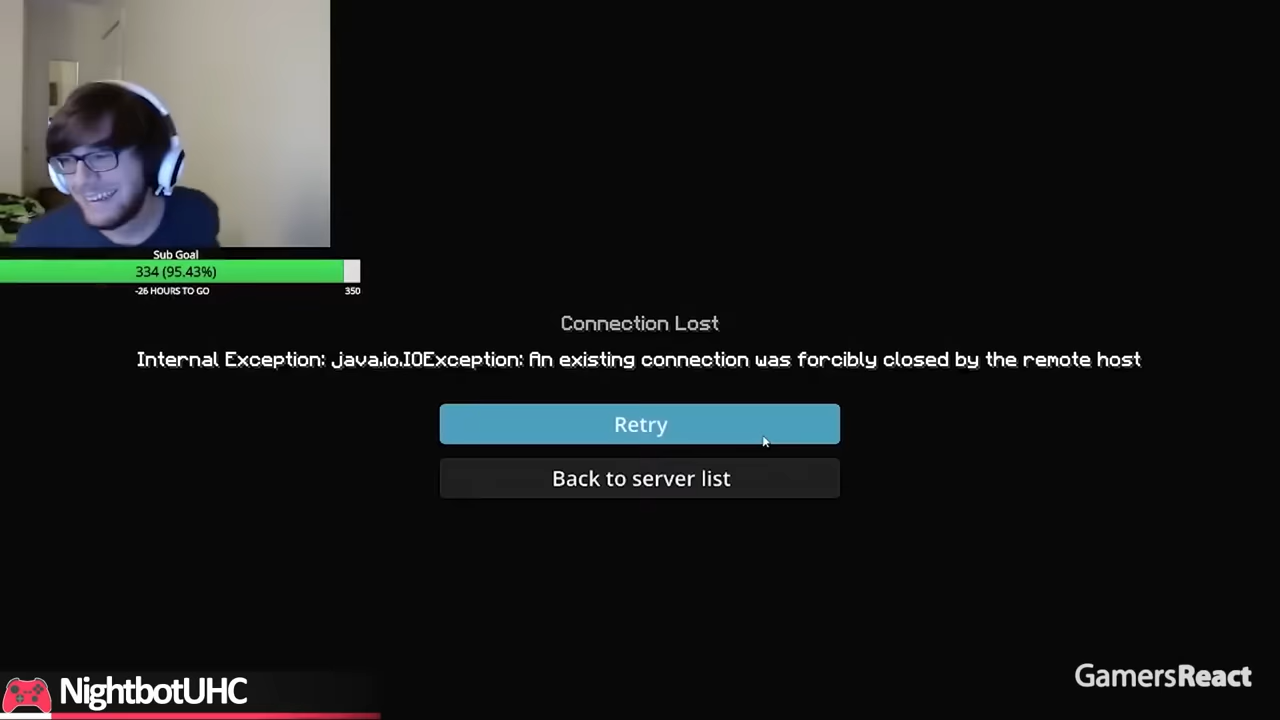 Sub Goal
334 (95.43%)
-26 HOURS TO GO 350
Connection Lost
Internal Exception: java.io.IOException: An existing connection was forcibly closed by the remote host
Retry
Back to server list
NightbotUHC
GamersReact